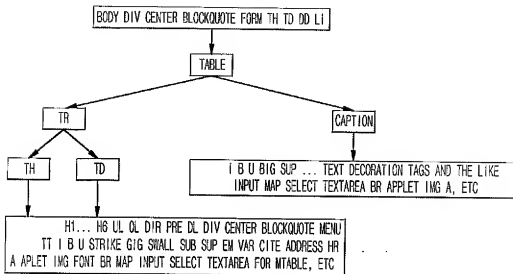 BODY DIV CENTER BLOCKQUOTE FORM TH TD DD LI
TABLE
TR
CAPTION
TH
TD
I B U BIG SUP ... TEXT DECORATION TAGS AND THE LIKE
INPUT MAP SELECT TEXTAREA BR APPLET IMG A, ETC
H1... H6 UL OL DIR PRE DL DIV CENTER BLOCKQUOTE MENU
TT I B U STRIKE GIG SWALL SUB SUP EM VAR CITE ADDRESS HR
A APLET IMG FONT BR MAP INPUT SELECT TEXTAREA FOR MTABLE, ETC